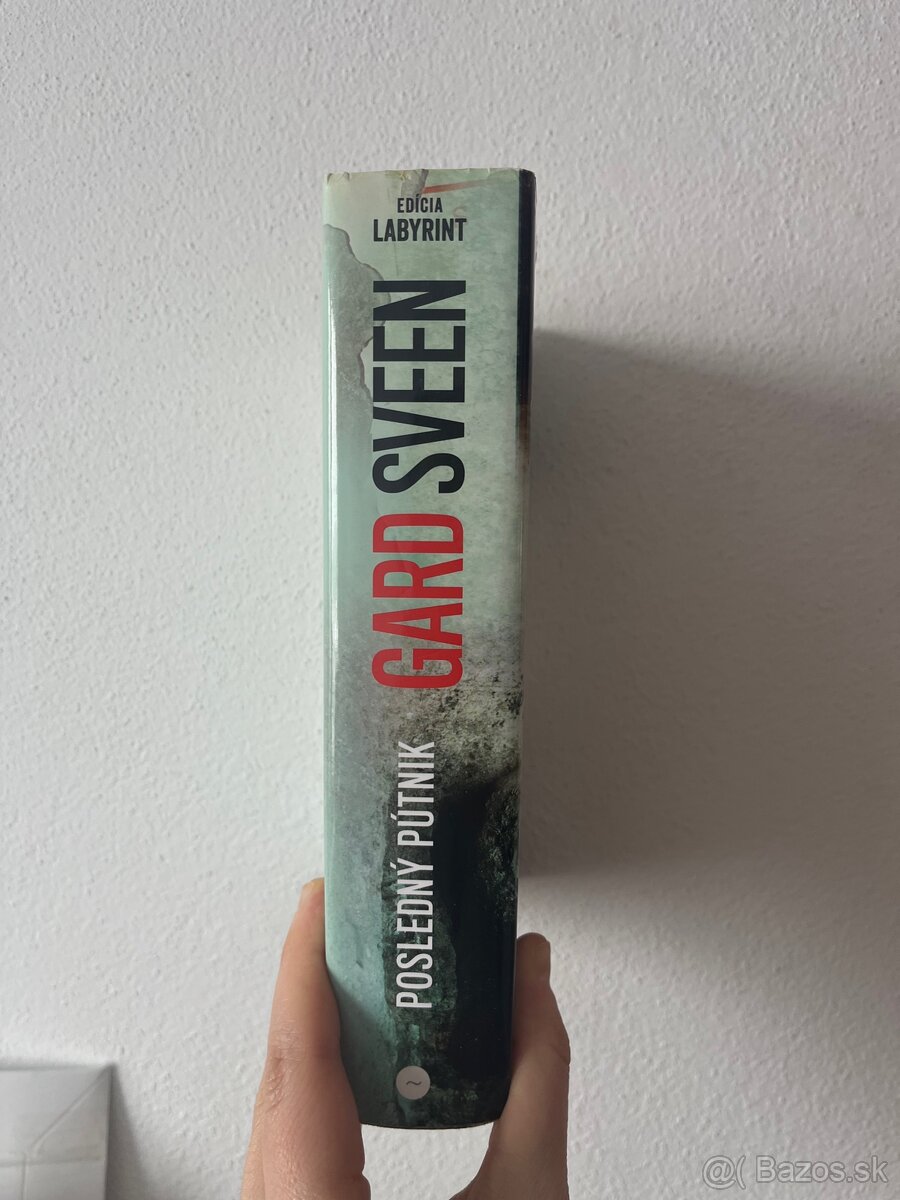 EDÍCIA
LABYRINT
GARD SVEEN
POSLEDNÝ PÚTNIK
~
@( Bazos.sk